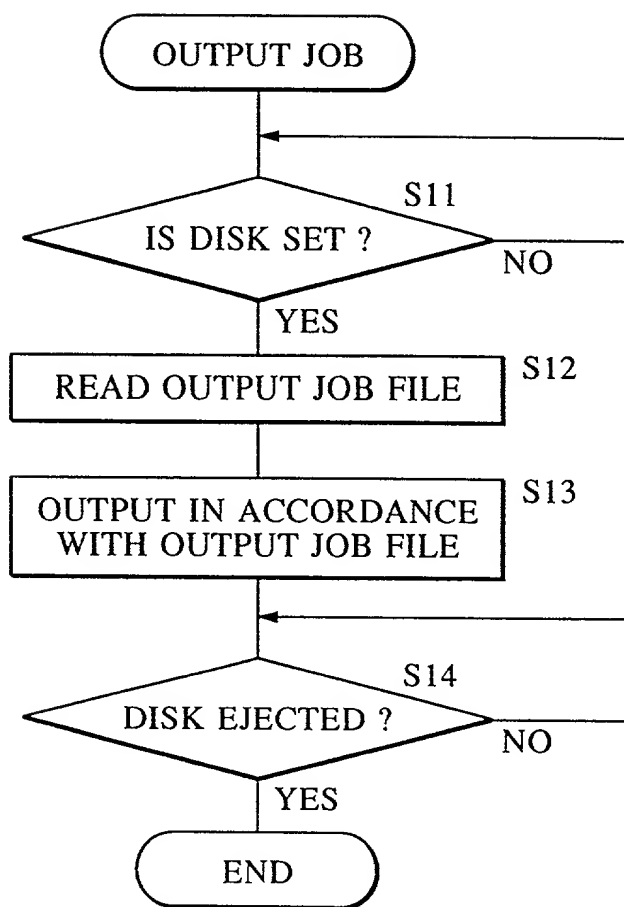 OUTPUT JOB
S11
IS DISK SET ?
NO
YES
S12
READ OUTPUT JOB FILE
S13
OUTPUT IN ACCORDANCE
WITH OUTPUT JOB FILE
S14
DISK EJECTED ?
NO
YES
END